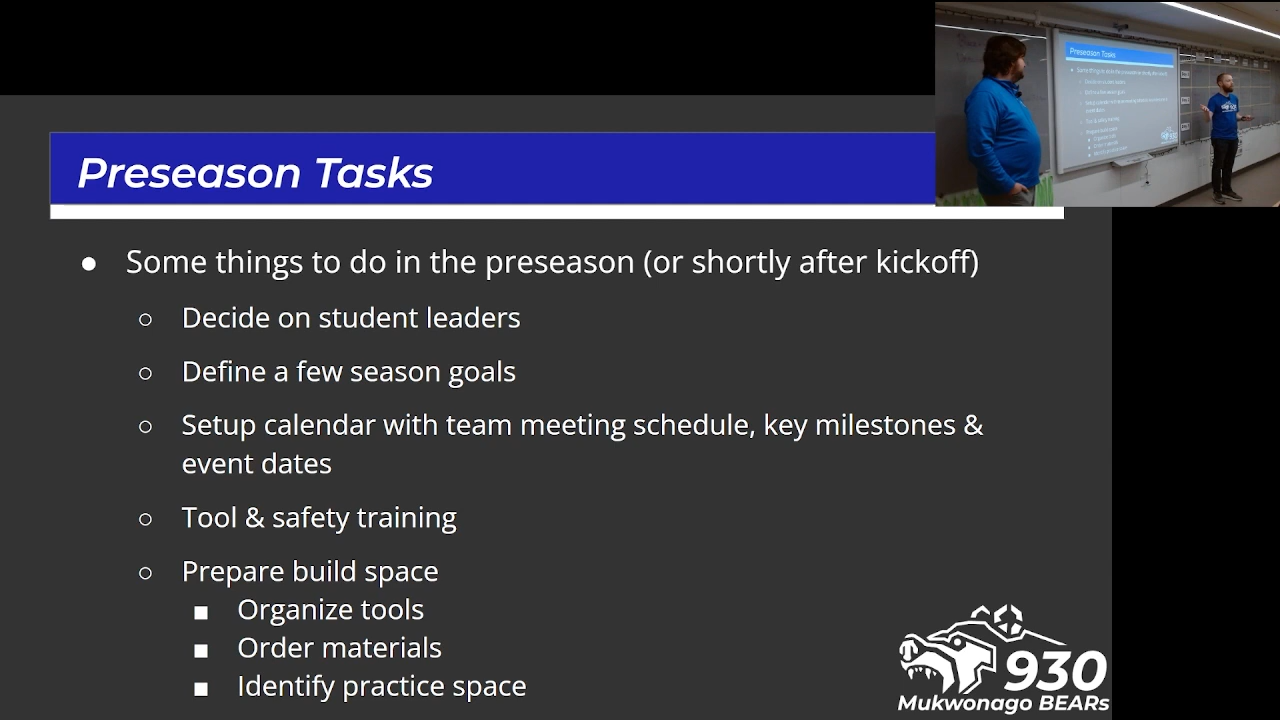 Preseason Tasks
● Some things to do in the preseason (or shortly after kickoff)
○ Decide on student leaders
○ Define a few season goals
○ Setup calendar with team meeting schedule, key milestones &
event dates
○ Tool & safety training
○ Prepare build space
■ Organize tools
■ Order materials
■ Identify practice space
930
Mukwonago BEARs
Preseason Tasks
930